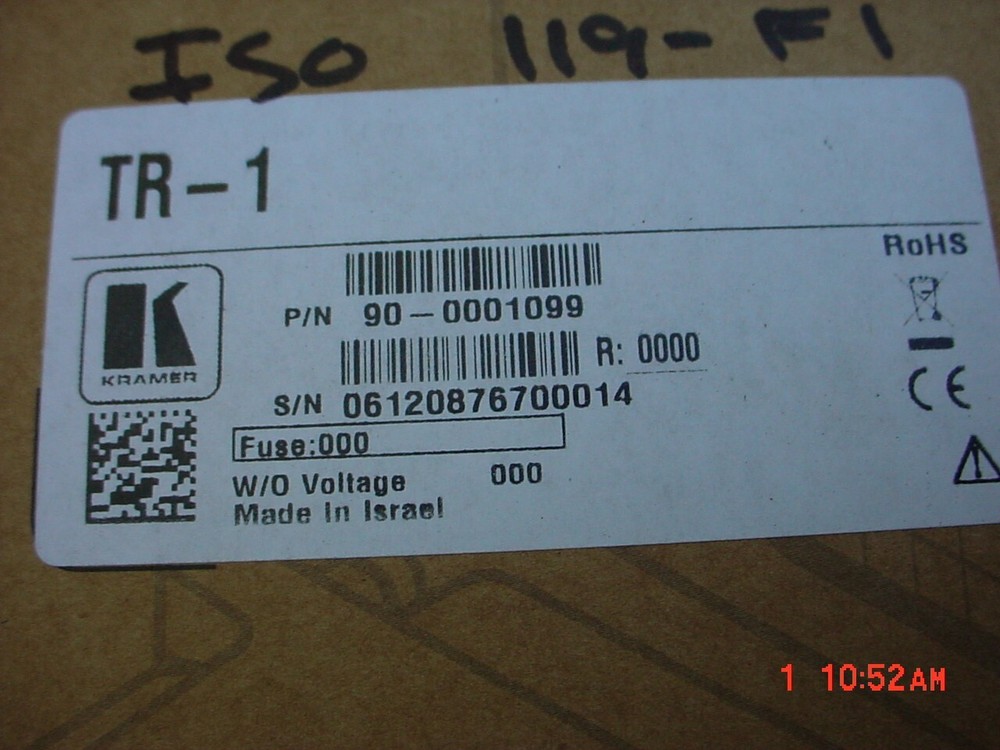 ISO 119-F1
TR-1
RoHS
P/N 90-0001099
R: 0000
KRAMER
S/N 06120876700014
Fuse:000
W/O Voltage 000
Made In Israel
CE
1 10:52AM